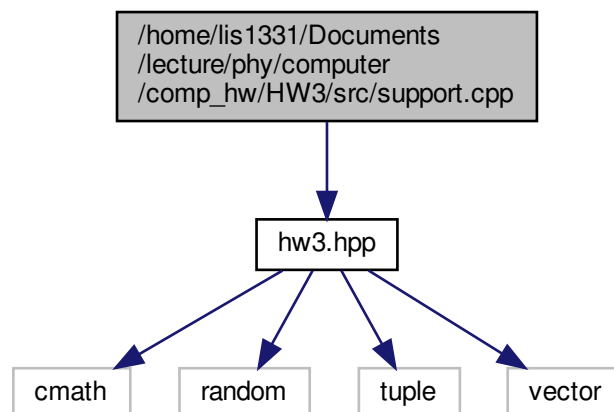 /home/lis1331/Documents
/lecture/phy/computer
/comp_hw/HW3/src/support.cpp
hw3.hpp
cmath
random
tuple
vector